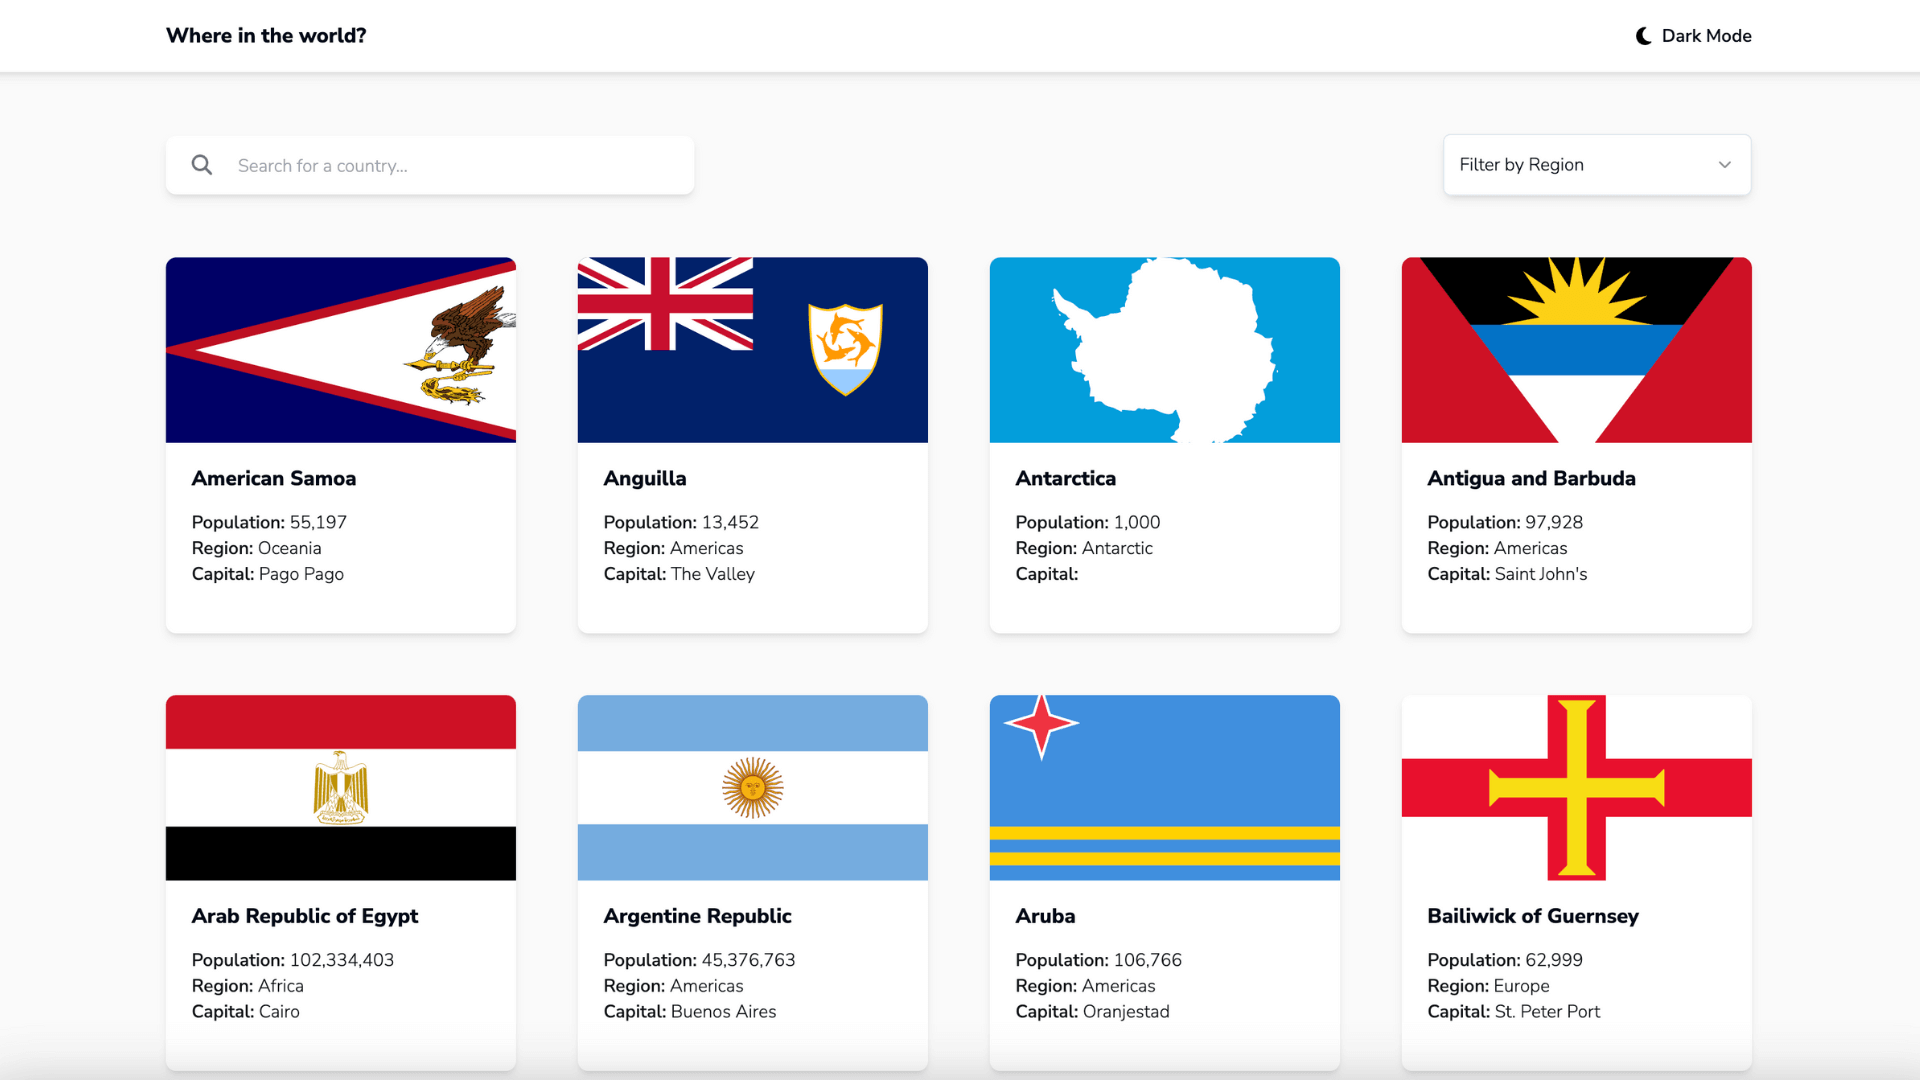 Where in the world?
Dark Mode
Search for a country...
Filter by Region
American Samoa
Population: 55,197
Region: Oceania
Capital: Pago Pago
Anguilla
Population: 13,452
Region: Americas
Capital: The Valley
Antarctica
Population: 1,000
Region: Antarctic
Capital:
Antigua and Barbuda
Population: 97,928
Region: Americas
Capital: Saint John's
Arab Republic of Egypt
Population: 102,334,403
Region: Africa
Capital: Cairo
Argentine Republic
Population: 45,376,763
Region: Americas
Capital: Buenos Aires
Aruba
Population: 106,766
Region: Americas
Capital: Oranjestad
Bailiwick of Guernsey
Population: 62,999
Region: Europe
Capital: St. Peter Port